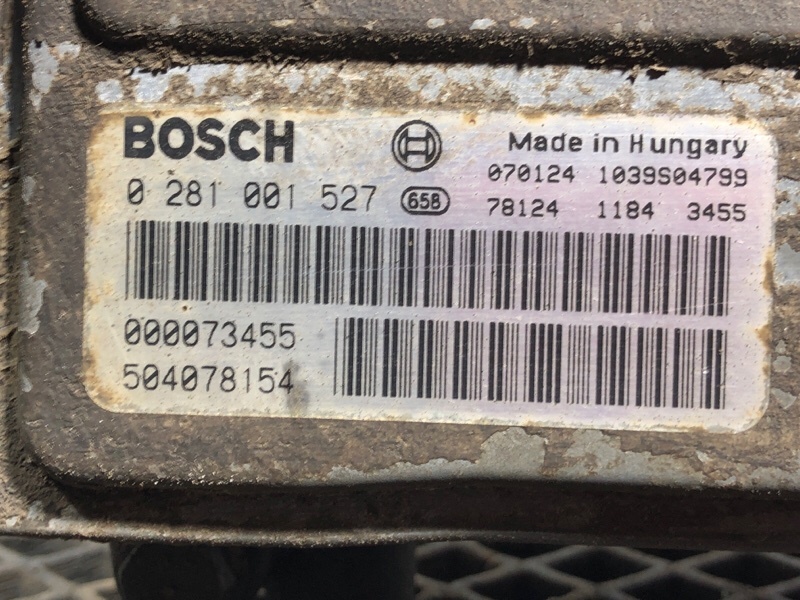 BOSCH
Made in Hungary
070124 1039S04799
0 281 001 527 658
78124 1184 3455
000073455
504078154